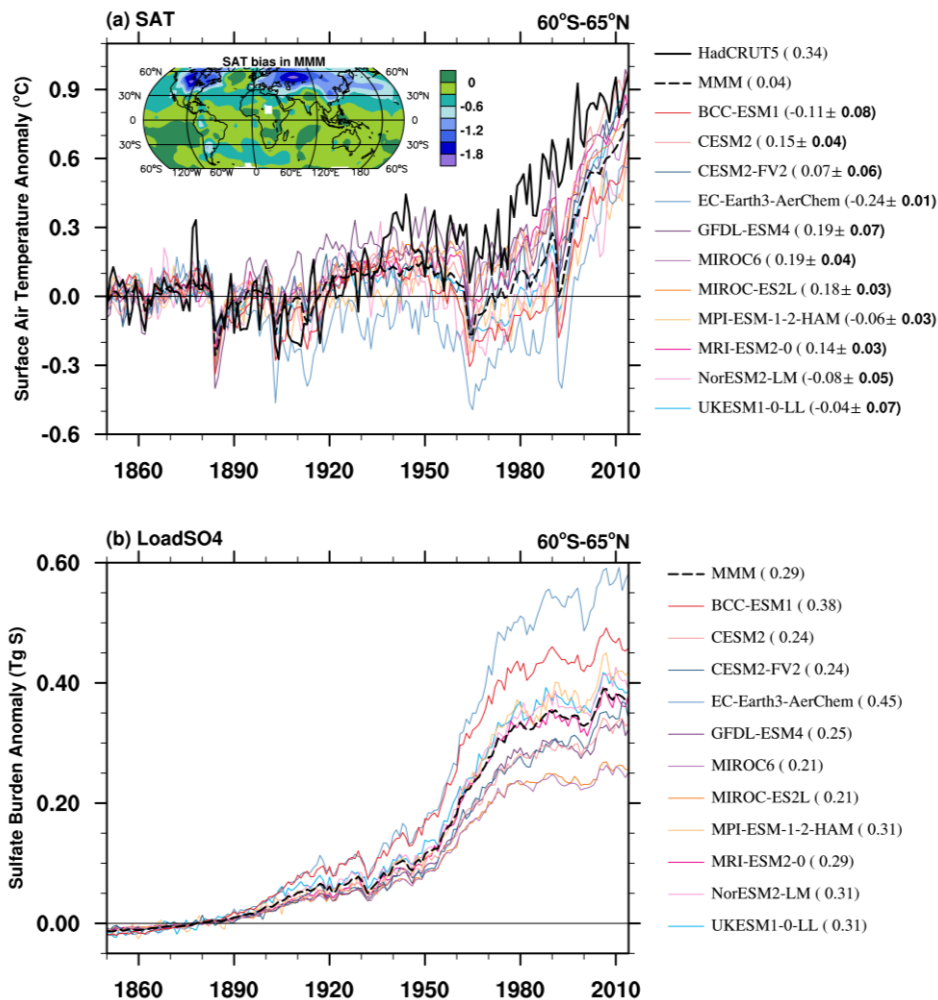 (a) SAT
60°S-65°N
SAT bias in MMM
60°N
60°N
30°N
30°N
0
0
30°S
30°S
60°S
60°S
120°W
60°W
0
60°E
120°E
180
0
-0.6
-1.2
-1.8
Surface Air Temperature Anomaly (°C)
0.9
0.6
0.3
0.0
-0.3
-0.6
1860
1890
1920
1950
1980
2010
HadCRUT5 ( 0.34)
MMM ( 0.04)
BCC-ESM1 (-0.11± 0.08)
CESM2 ( 0.15± 0.04)
CESM2-FV2 ( 0.07± 0.06)
EC-Earth3-AerChem (-0.24± 0.01)
GFDL-ESM4 ( 0.19± 0.07)
MIROC6 ( 0.19± 0.04)
MIROC-ES2L ( 0.18± 0.03)
MPI-ESM-1-2-HAM (-0.06± 0.03)
MRI-ESM2-0 ( 0.14± 0.03)
NorESM2-LM (-0.08± 0.05)
UKESM1-0-LL (-0.04± 0.07)
(b) LoadSO4
60°S-65°N
Sulfate Burden Anomaly (Tg S)
0.60
0.40
0.20
0.00
1860
1890
1920
1950
1980
2010
MMM ( 0.29)
BCC-ESM1 ( 0.38)
CESM2 ( 0.24)
CESM2-FV2 ( 0.24)
EC-Earth3-AerChem ( 0.45)
GFDL-ESM4 ( 0.25)
MIROC6 ( 0.21)
MIROC-ES2L ( 0.21)
MPI-ESM-1-2-HAM ( 0.31)
MRI-ESM2-0 ( 0.29)
NorESM2-LM ( 0.31)
UKESM1-0-LL ( 0.31)